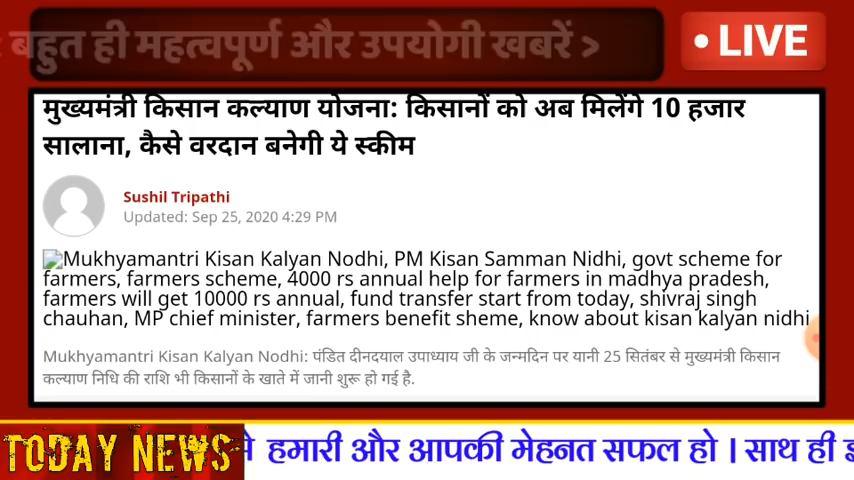 बहुत ही महत्वपूर्ण और उपयोगी खबरें >
• LIVE
मुख्यमंत्री किसान कल्याण योजना: किसानों को अब मिलेंगे 10 हजार
सालाना, कैसे वरदान बनेगी ये स्कीम
Sushil Tripathi
Updated: Sep 25, 2020 4:29 PM
Mukhyamantri Kisan Kalyan Nodhi, PM Kisan Samman Nidhi, govt scheme for
farmers, farmers scheme, 4000 rs annual help for farmers in madhya pradesh,
farmers will get 10000 rs annual, fund transfer start from today, shivraj singh
chauhan, MP chief minister, farmers benefit sheme, know about kisan kalyan nidhi
Mukhyamantri Kisan Kalyan Nodhi: पंडित दीनदयाल उपाध्याय जी के जन्मदिन पर यानी 25 सितंबर से मुख्यमंत्री किसान
कल्याण निधि की राशि भी किसानों के खाते में जानी शुरू हो गई है.
TODAY NEWS
हमारी और आपकी मेहनत सफल हो । साथ ही